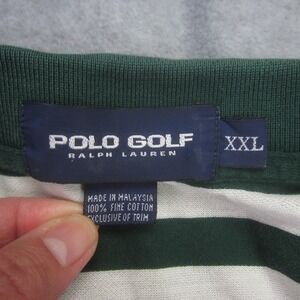 POLO GOLF
RALPH LAUREN
XXL
MADE IN MALAYSIA
100% FINE COTTON
EXCLUSIVE OF TRIM